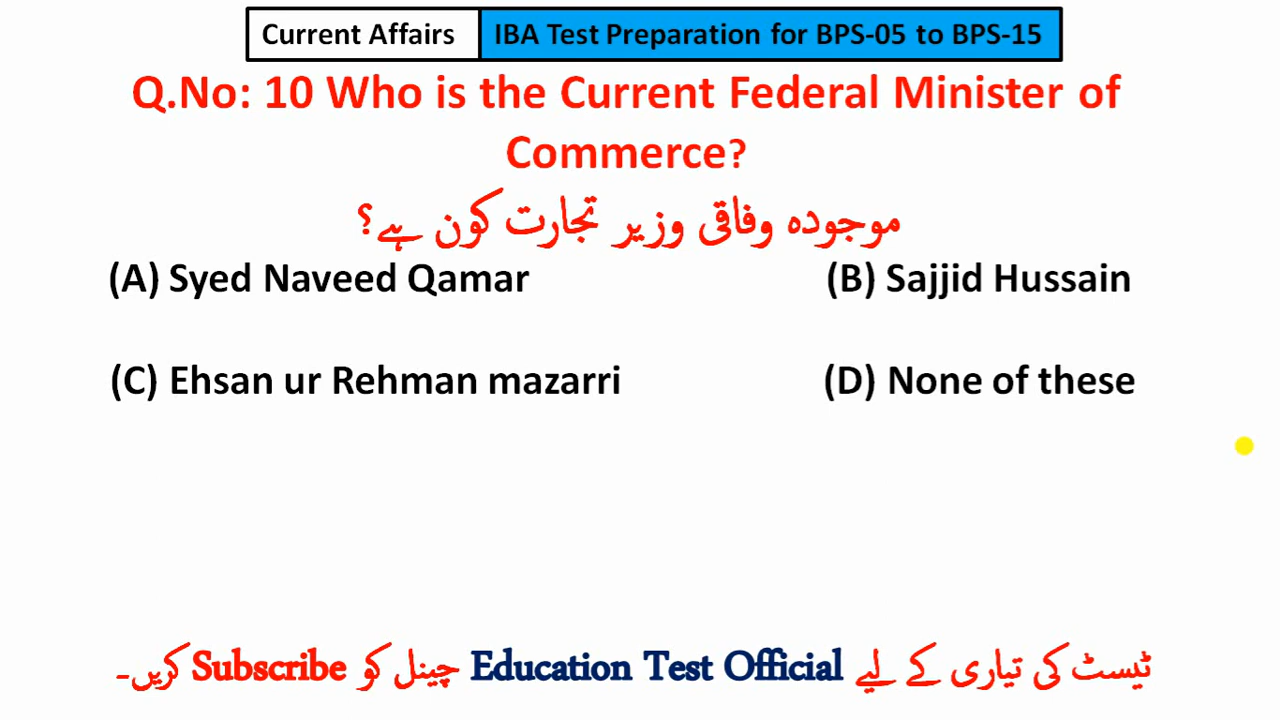 Current Affairs IBA Test Preparation for BPS-05 to BPS-15
Q.No: 10 Who is the Current Federal Minister of
Commerce?
موجودہ وفاقی وزیر تجارت کون ہے؟
(A) Syed Naveed Qamar (B) Sajjid Hussain
(C) Ehsan ur Rehman mazarri (D) None of these
ٹیسٹ کی تیاری کے لیے Education Test Official چینل کو Subscribe کریں۔